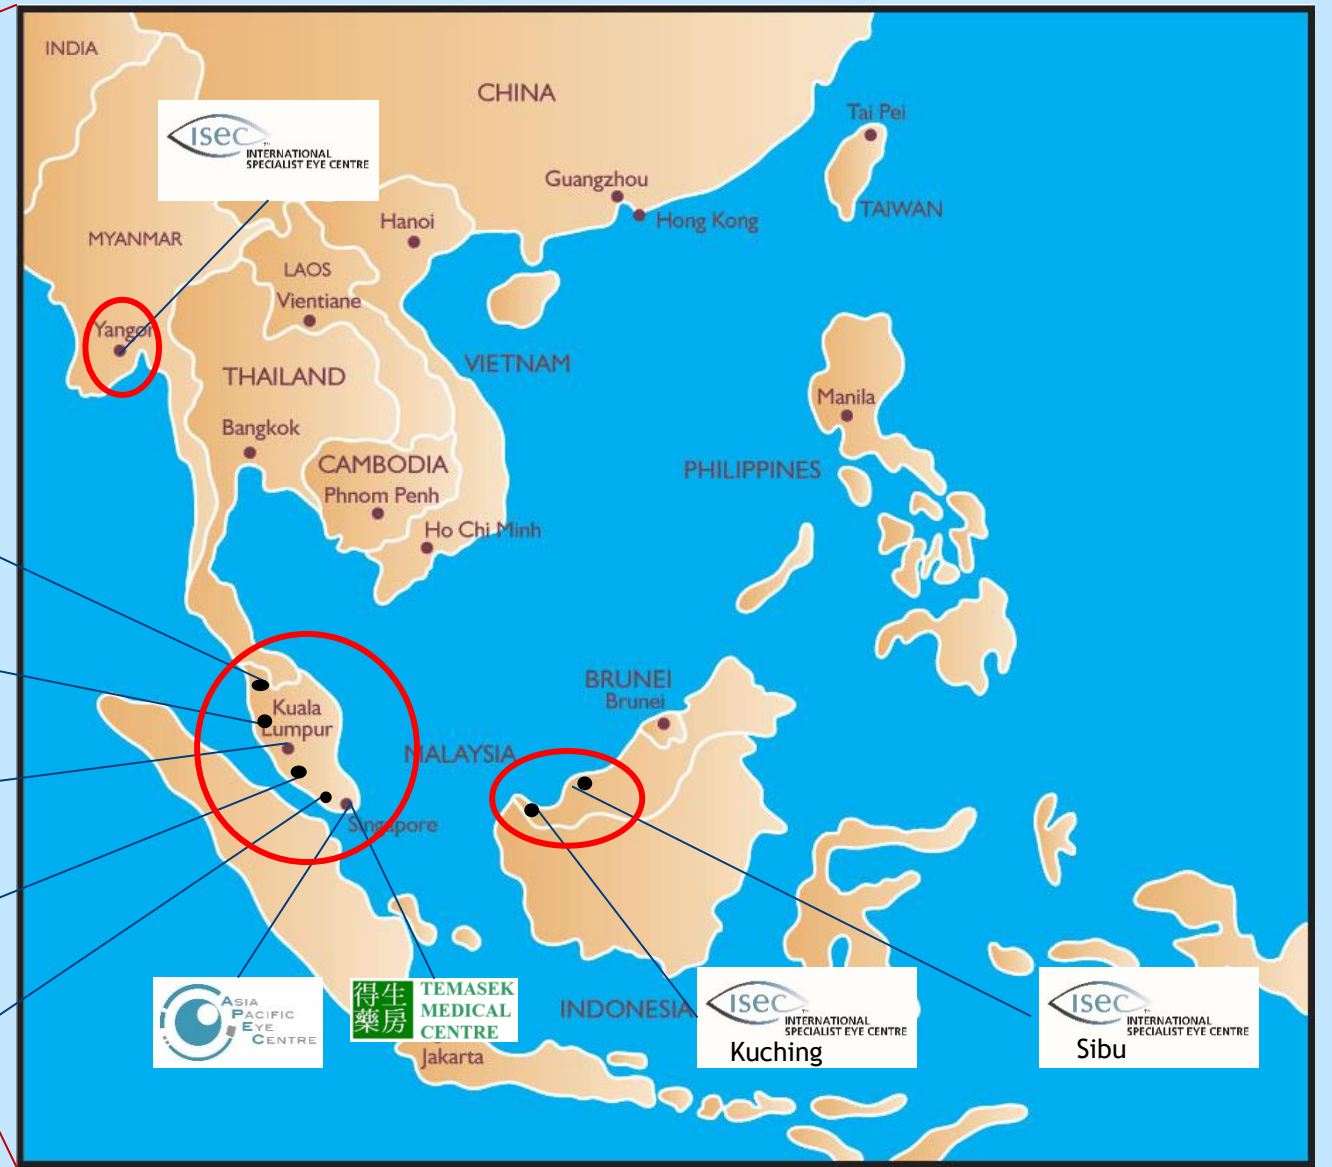 INDIA
CHINA
Tai Pei
isec
INTERNATIONAL
SPECIALIST EYE CENTRE
Guangzhou
Hong Kong
TAIWAN
Hanoi
MYANMAR
LAOS
Vientiane
Yangon
VIETNAM
THAILAND
Manila
Bangkok
CAMBODIA
PHILIPPINES
Phnom Penh
Ho Chi Minh
BRUNEI
Brunei
Kuala
Lumpur
MALAYSIA
Singapore
ASIA
PACIFIC
EYE
CENTRE
得生
藥房
TEMASEK
MEDICAL
CENTRE
INDONESIA
isec
INTERNATIONAL
SPECIALIST EYE CENTRE
Kuching
isec
INTERNATIONAL
SPECIALIST EYE CENTRE
Sibu
Jakarta